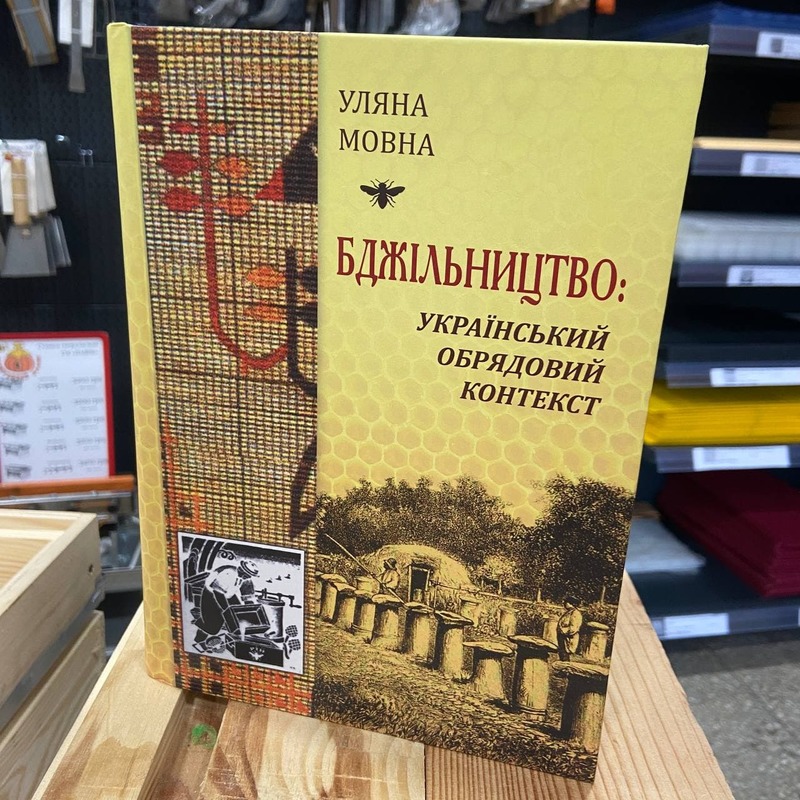 УЛЯНА
МОВНА
БДЖІЛЬНИЦТВО:
УКРАЇНСЬКИЙ
ОБРЯДОВИЙ
КОНТЕКСТ